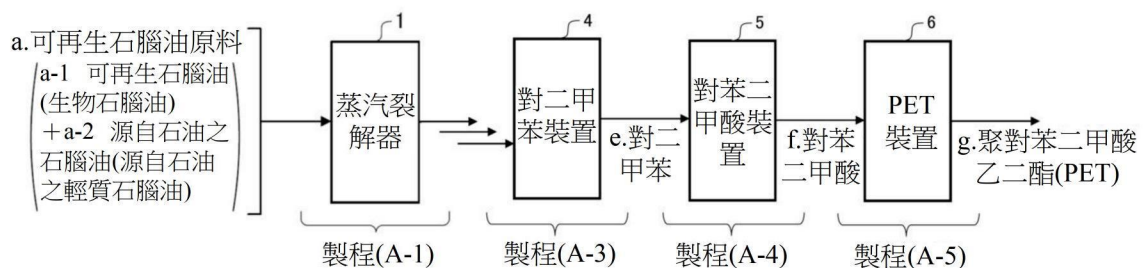 a.可再生石腦油原料
a-1 可再生石腦油
(生物石腦油)
+a-2 源自石油之
石腦油(源自石油
之輕質石腦油)
1
蒸汽裂
解器
製程(A-1)
4
對二甲
苯裝置
製程(A-3)
e.對二
甲苯
5
對苯二
甲酸裝
置
製程(A-4)
f.對苯
二甲酸
6
PET
裝置
製程(A-5)
g.聚對苯二甲酸
乙二酯(PET)